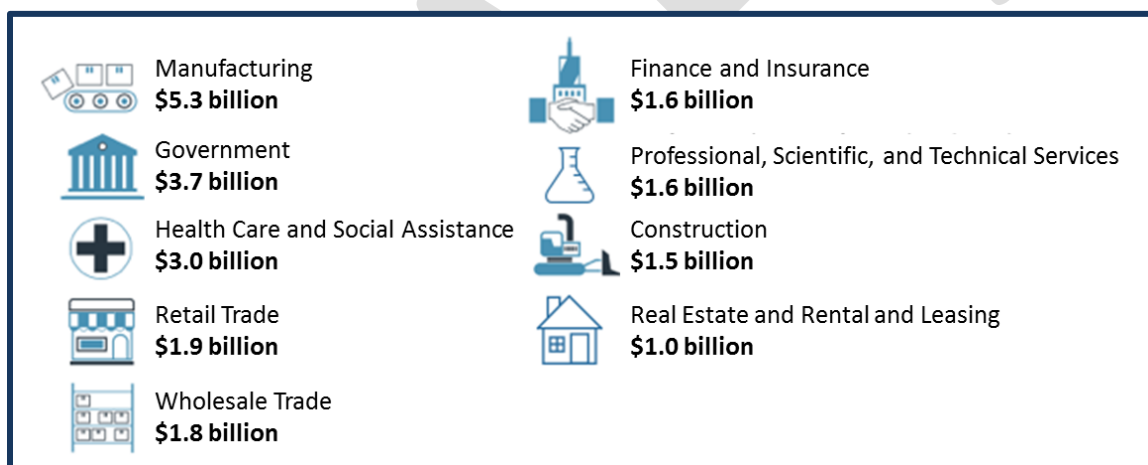 Manufacturing
$5.3 billion
Government
$3.7 billion
Health Care and Social Assistance
$3.0 billion
Retail Trade
$1.9 billion
Wholesale Trade
$1.8 billion
Finance and Insurance
$1.6 billion
Professional, Scientific, and Technical Services
$1.6 billion
Construction
$1.5 billion
Real Estate and Rental and Leasing
$1.0 billion